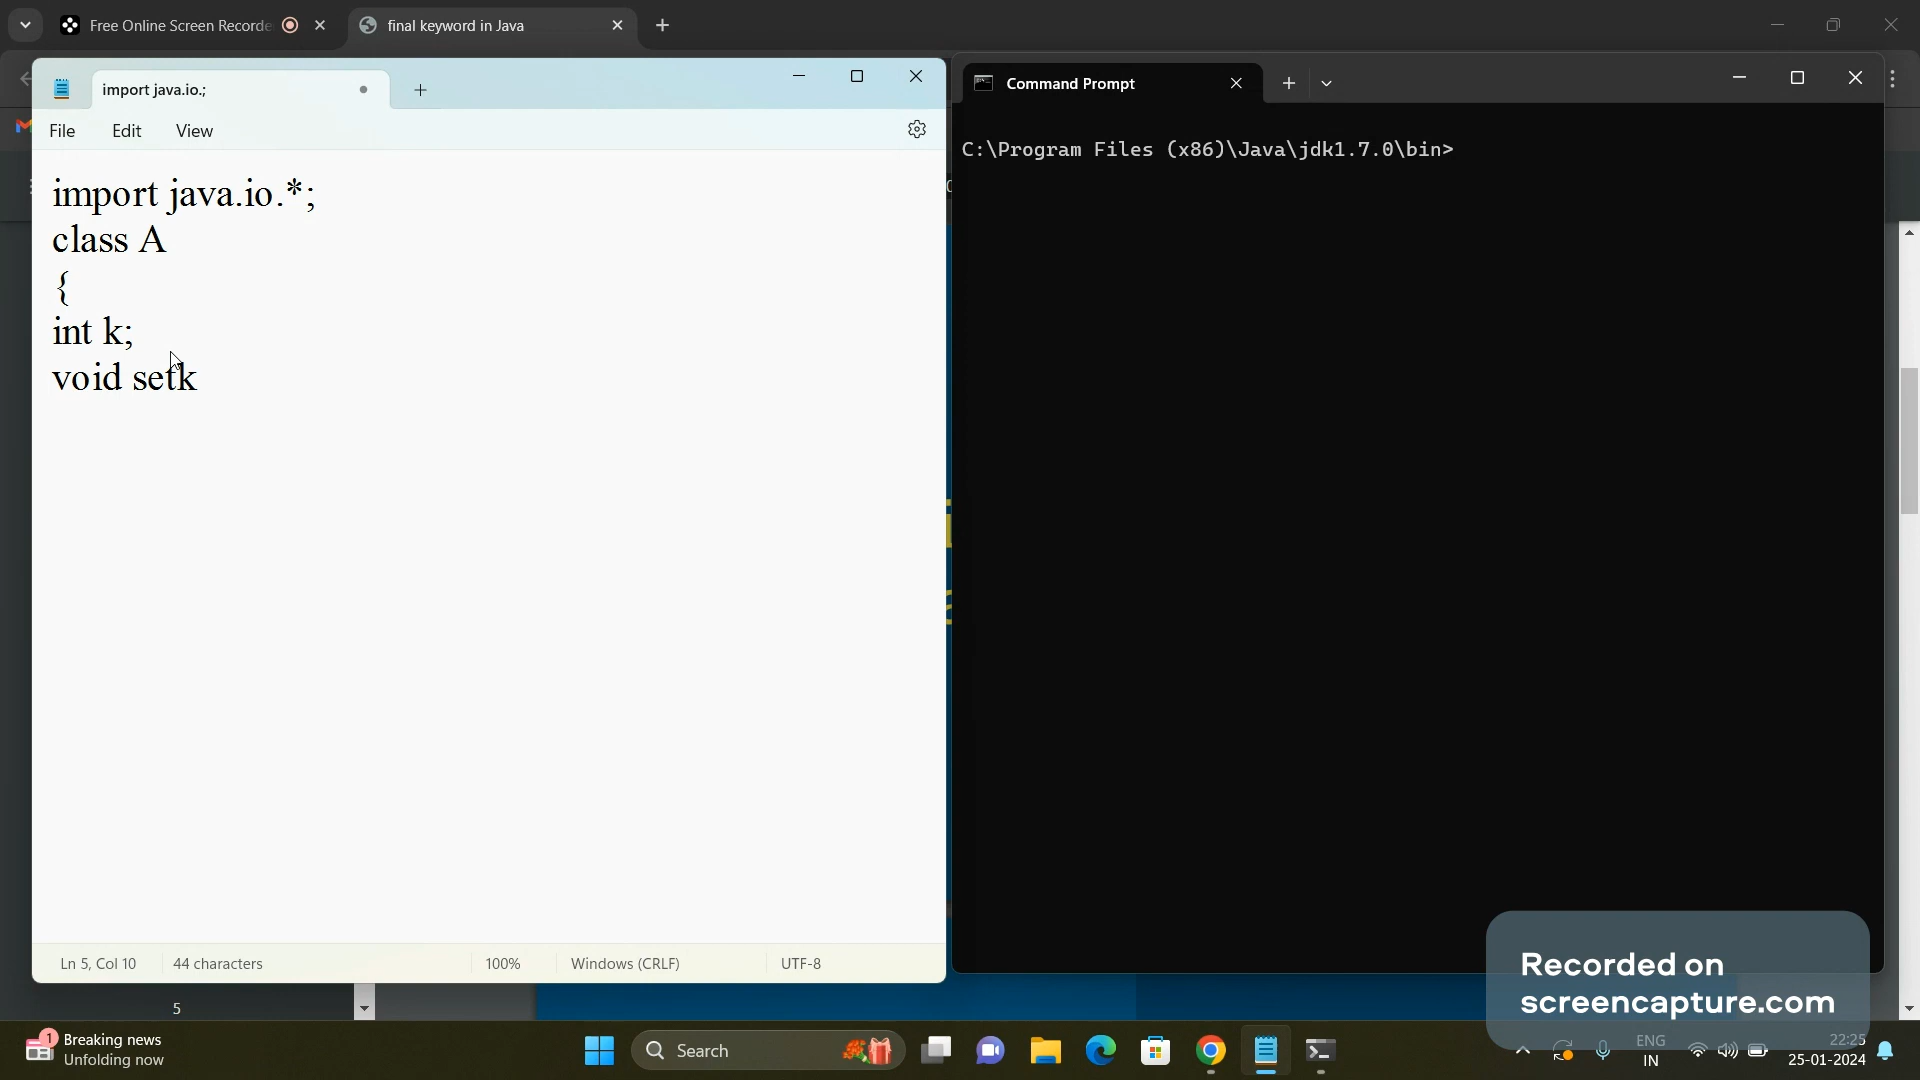 Free Online Screen Recorde
final keyword in Java
import java.io.;
File Edit View
import java.io.*;
class A
{
int k;
void setk
Ln 5, Col 10
44 characters
100%
Windows (CRLF)
UTF-8
Command Prompt
C:\Program Files (x86)\Java\jdk1.7.0\bin>
5
Recorded on
screencapture.com
1
Breaking news
Unfolding now
Search
ENG
IN
22:25
25-01-2024